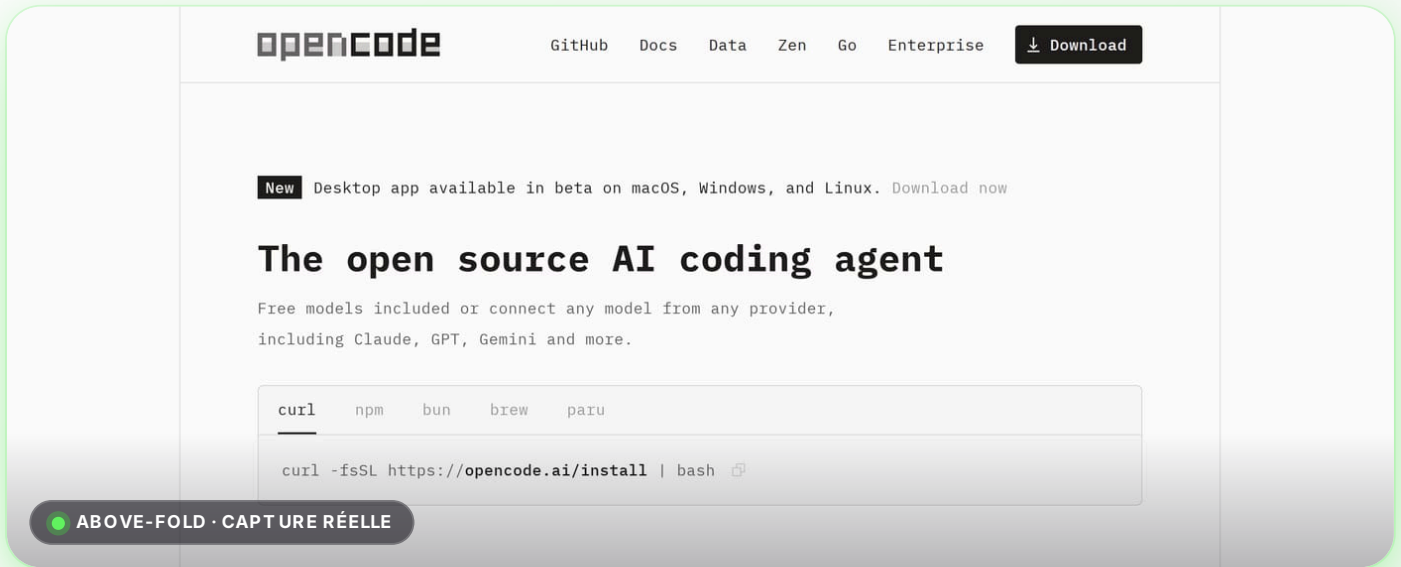 opencode
GitHub Docs Data Zen Go Enterprise Download
New Desktop app available in beta on macOS, Windows, and Linux. Download now
The open source AI coding agent
Free models included or connect any model from any provider,
including Claude, GPT, Gemini and more.
curl npm bun brew paru
curl -fsSL https://opencode.ai/install | bash
ABOVE-FOLD · CAPTURE RÉELLE